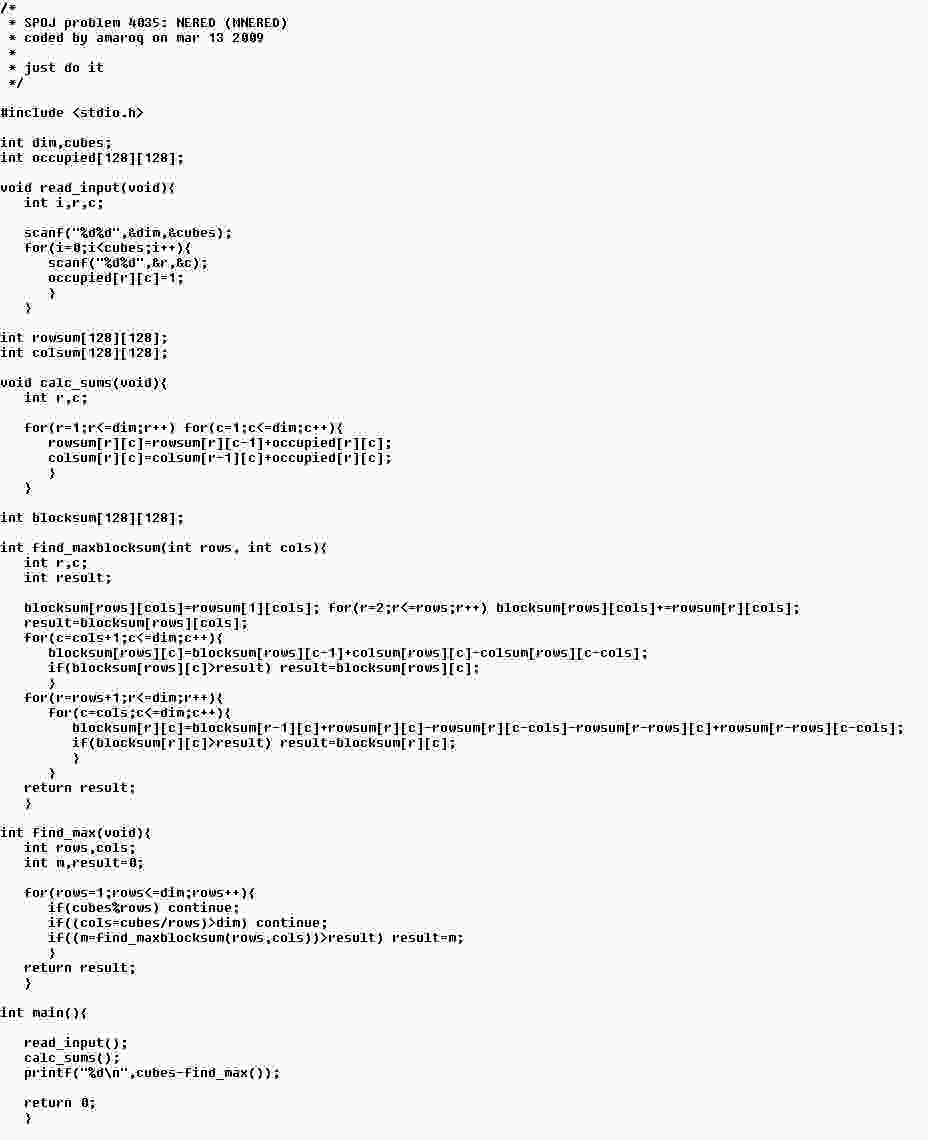 /*
 * SPOJ problem 4035: NERED (MNERED)
 * coded by amaroq on mar 13 2009
 *
 * just do it
 */

#include <stdio.h>

int dim,cubes;
int occupied[128][128];

void read_input(void){
   int i,r,c;

   scanf("%d%d",&dim,&cubes);
   for(i=0;i<cubes;i++){
      scanf("%d%d",&r,&c);
      occupied[r][c]=1;
      }
   }

int rowsum[128][128];
int colsum[128][128];

void calc_sums(void){
   int r,c;

   for(r=1;r<=dim;r++) for(c=1;c<=dim;c++){
      rowsum[r][c]=rowsum[r][c-1]+occupied[r][c];
      colsum[r][c]=colsum[r-1][c]+occupied[r][c];
      }
   }

int blocksum[128][128];

int find_maxblocksum(int rows, int cols){
   int r,c;
   int result;

   blocksum[rows][cols]=rowsum[1][cols]; for(r=2;r<=rows;r++) blocksum[rows][cols]+=rowsum[r][cols];
   result=blocksum[rows][cols];
   for(c=cols+1;c<=dim;c++){
      blocksum[rows][c]=blocksum[rows][c-1]+colsum[rows][c]-colsum[rows][c-cols];
      if(blocksum[rows][c]>result) result=blocksum[rows][c];
      }
   for(r=rows+1;r<=dim;r++){
      for(c=cols;c<=dim;c++){
         blocksum[r][c]=blocksum[r-1][c]+rowsum[r][c]-rowsum[r][c-cols]-rowsum[r-rows][c]+rowsum[r-rows][c-cols];
         if(blocksum[r][c]>result) result=blocksum[r][c];
         }
      }
   return result;
   }

int find_max(void){
   int rows,cols;
   int m,result=0;

   for(rows=1;rows<=dim;rows++){
      if(cubes%rows) continue;
      if((cols=cubes/rows)>dim) continue;
      if((m=find_maxblocksum(rows,cols))>result) result=m;
      }
   return result;
   }

int main(){

   read_input();
   calc_sums();
   printf("%d\n",cubes-find_max());

   return 0;
   }